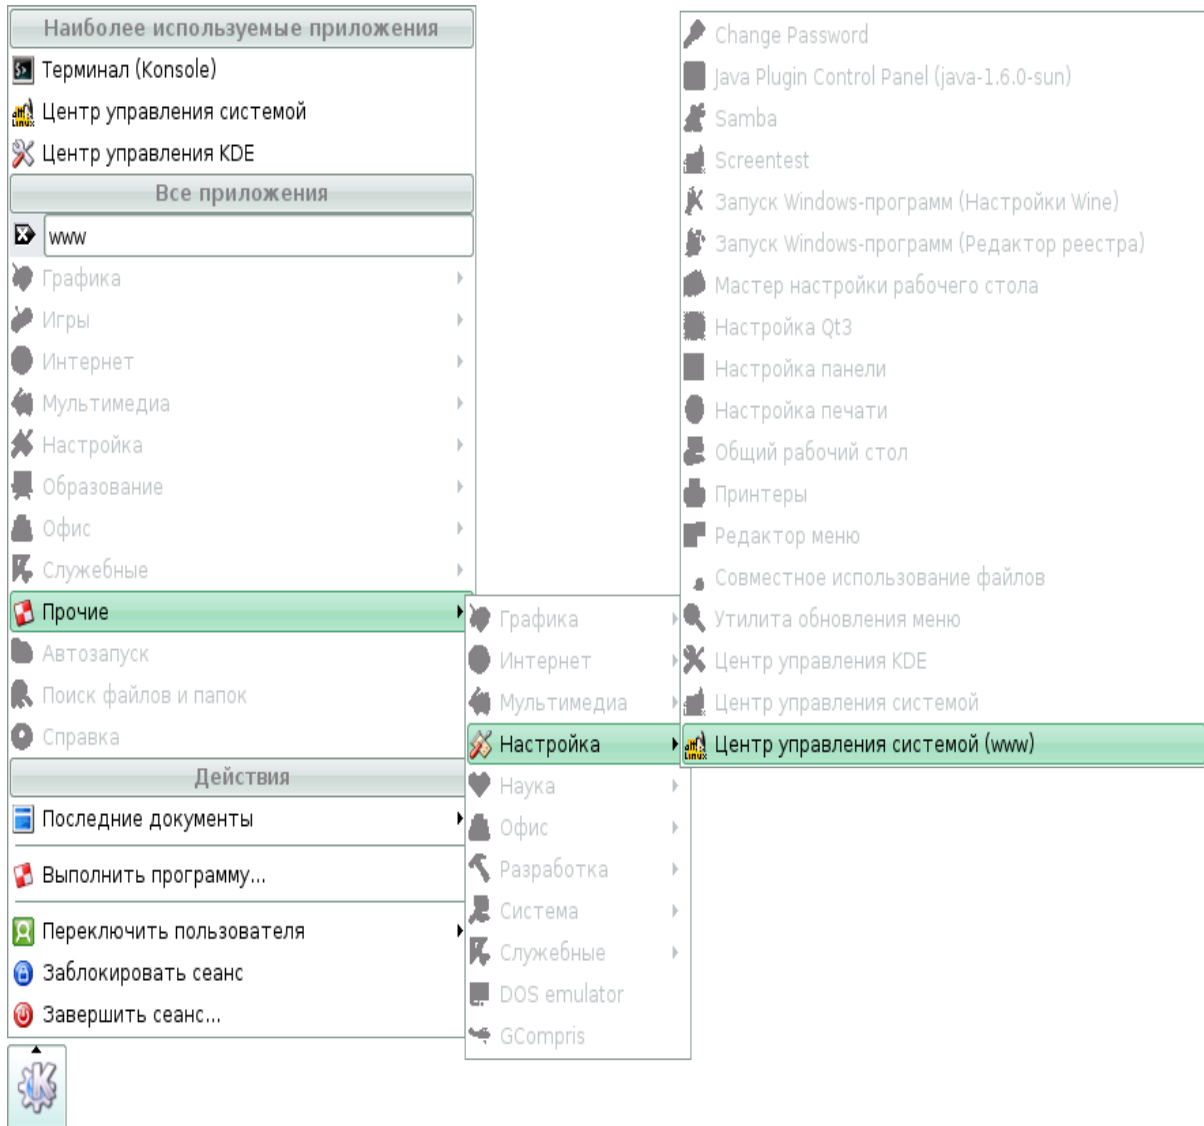 Наиболее используемые приложения
Терминал (Konsole)
Центр управления системой
Центр управления KDE
Все приложения
www
Графика
Игры
Интернет
Мультимедиа
Настройка
Образование
Офис
Служебные
Прочие
Автозапуск
Поиск файлов и папок
Справка
Действия
Последние документы
Выполнить программу...
Переключить пользователя
Заблокировать сеанс
Завершить сеанс...
Графика
Интернет
Мультимедиа
Настройка
Наука
Офис
Разработка
Система
Служебные
DOS emulator
GCompris
Change Password
Java Plugin Control Panel (java-1.6.0-sun)
Samba
Screentest
Запуск Windows-программ (Настройки Wine)
Запуск Windows-программ (Редактор реестра)
Мастер настройки рабочего стола
Настройка Qt3
Настройка панели
Настройка печати
Общий рабочий стол
Принтеры
Редактор меню
Совместное использование файлов
Утилита обновления меню
Центр управления KDE
Центр управления системой
Центр управления системой (www)